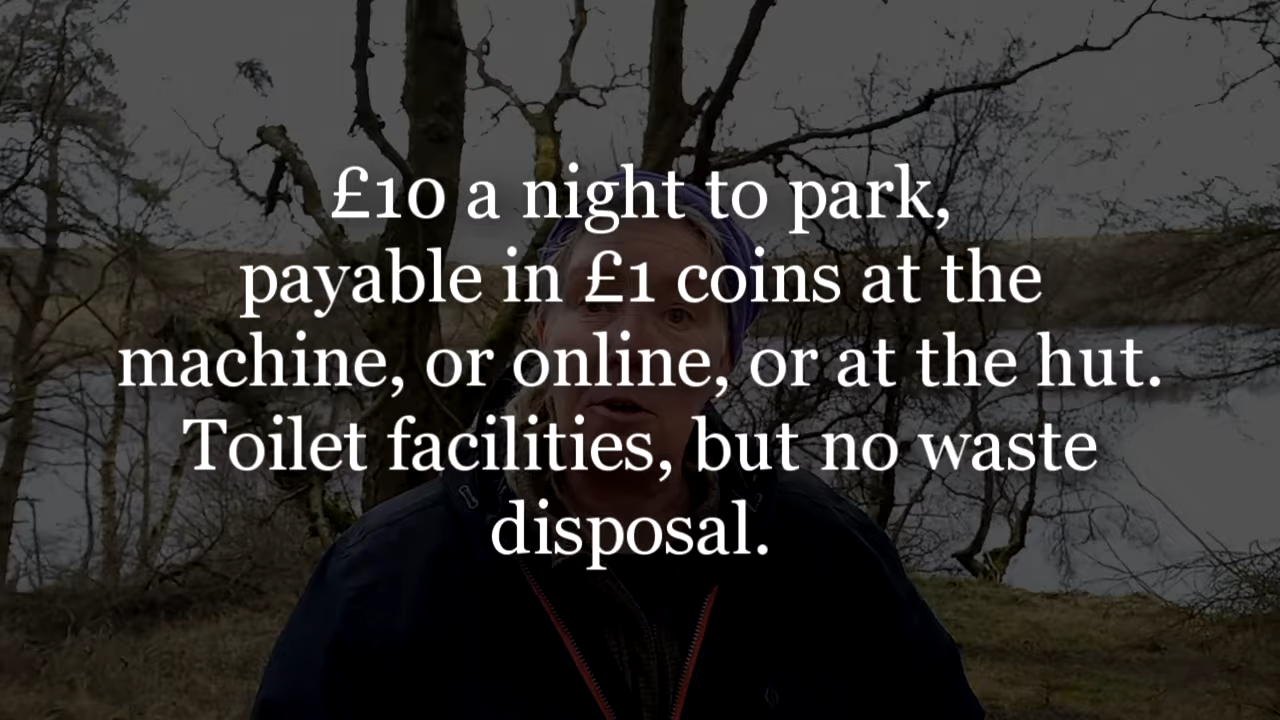 £10 a night to park,
payable in £1 coins at the
machine, or online, or at the hut.
Toilet facilities, but no waste
disposal.